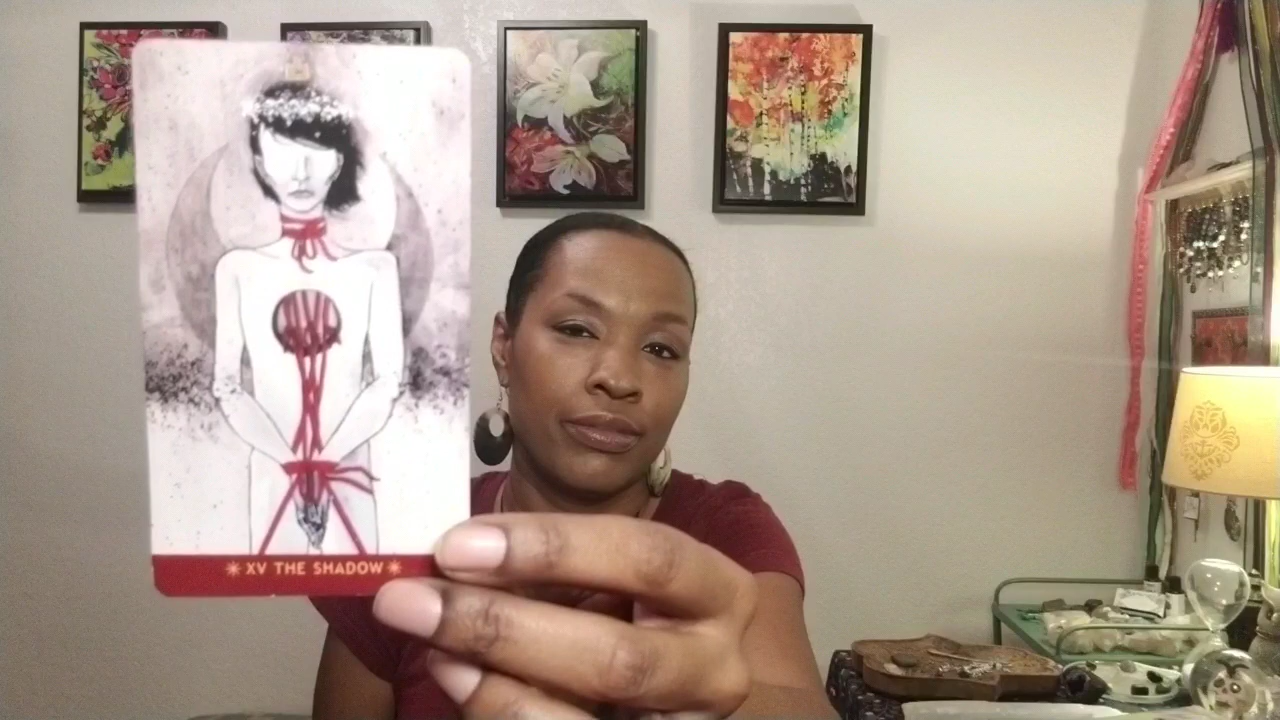 ✴ XV THE SHADOW ✴